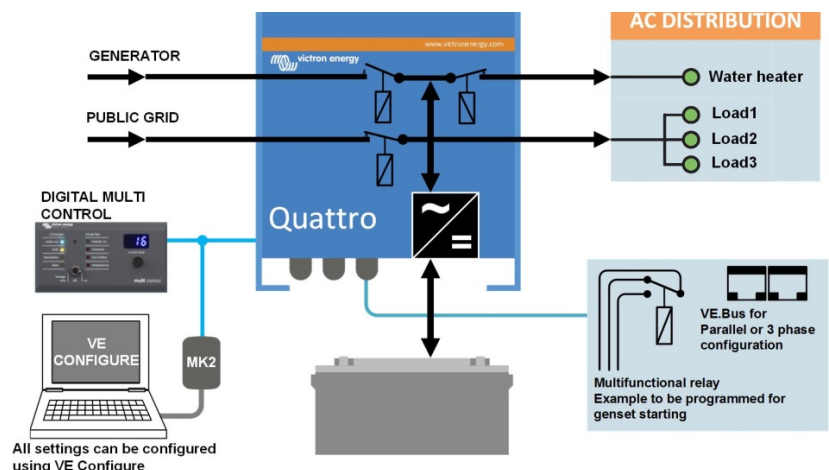 AC DISTRIBUTION
www.victronenergy.com
victron energy
GENERATOR
Water heater
PUBLIC GRID
Load1
Load2
Load3
DIGITAL MULTI
CONTROL
16
Quattro
VE
CONFIGURE
MK2
VE.Bus for
Parallel or 3 phase
configuration
Multifunctional relay
Example to be programmed for
genset starting
All settings can be configured
using VE Configure